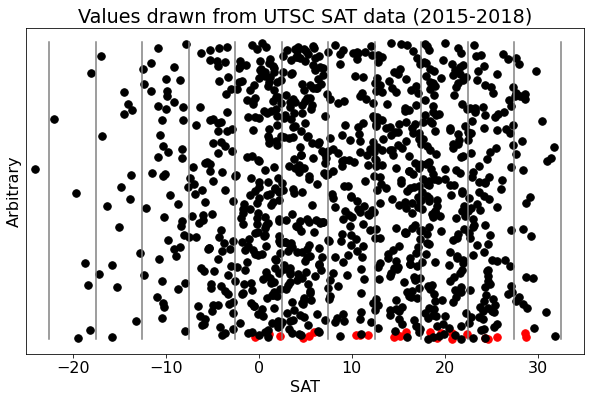 Values drawn from UTSC SAT data (2015-2018)
Arbitrary
−20 −10 0 10 20 30
SAT